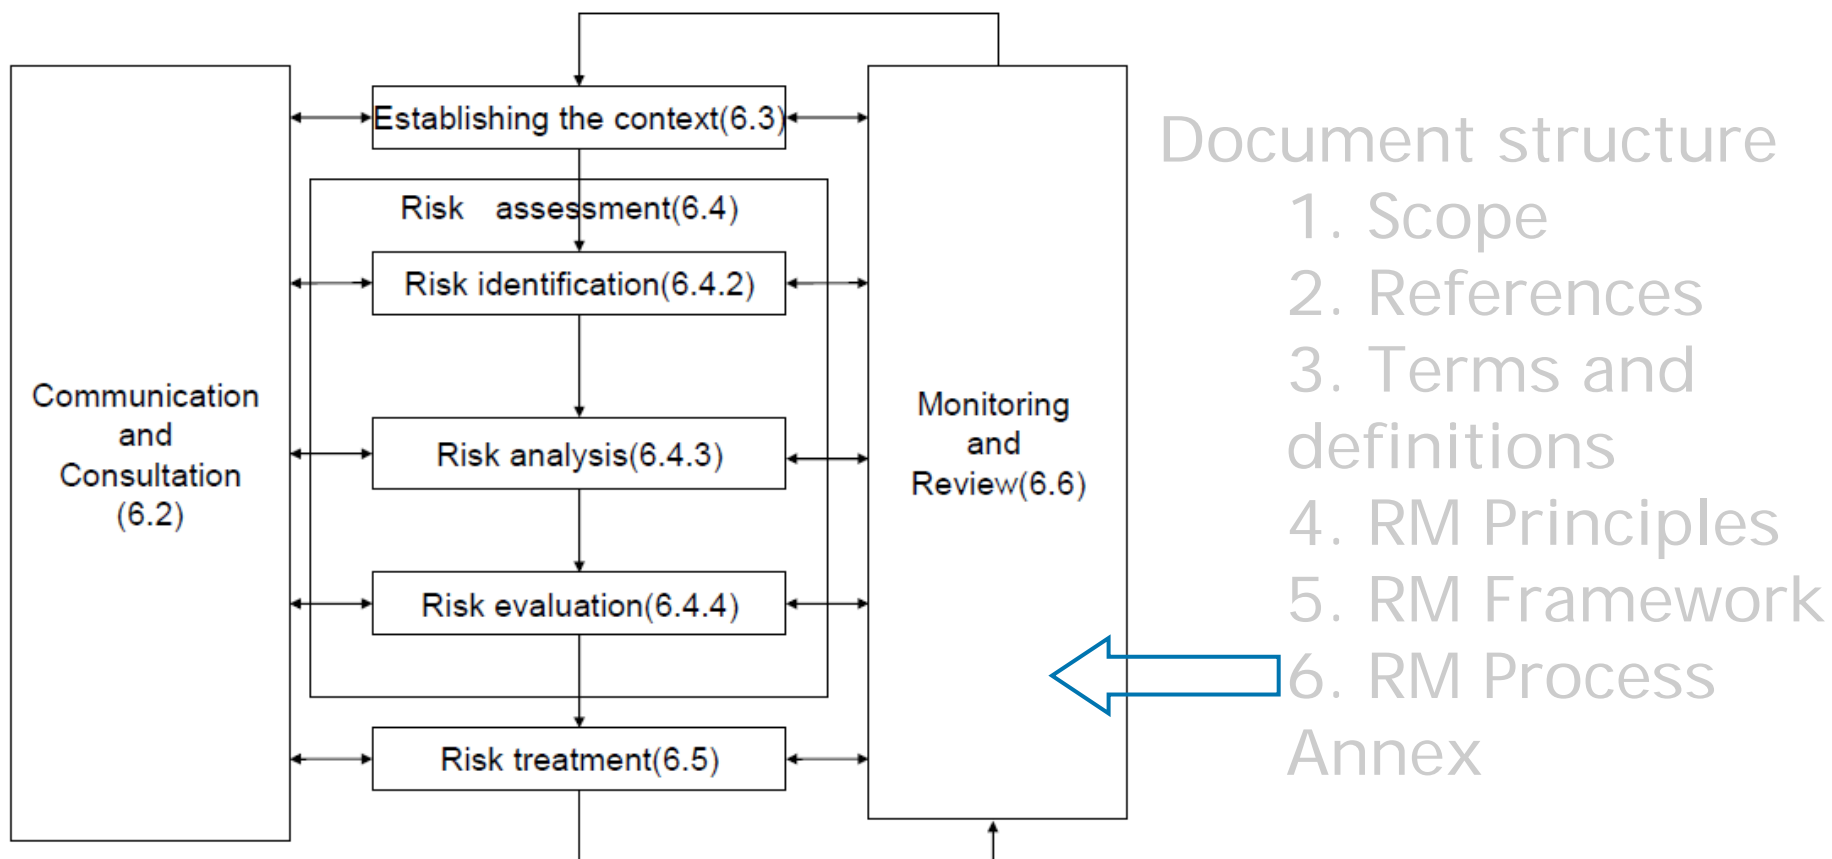 Establishing the context(6.3)
Risk assessment(6.4)
Risk identification(6.4.2)
Risk analysis(6.4.3)
Risk evaluation(6.4.4)
Risk treatment(6.5)
Communication
and
Consultation
(6.2)
Monitoring
and
Review(6.6)
Document structure
1. Scope
2. References
3. Terms and
definitions
4. RM Principles
5. RM Framework
6. RM Process
Annex